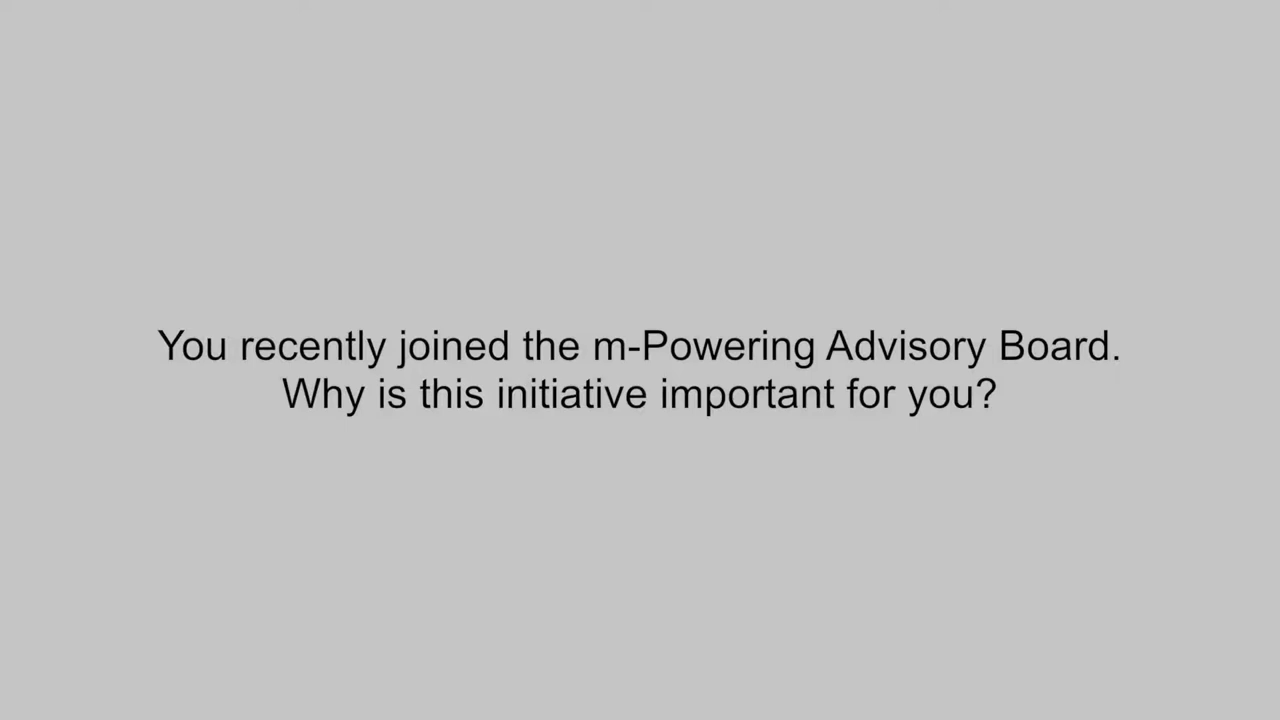 You recently joined the m-Powering Advisory Board.
Why is this initiative important for you?